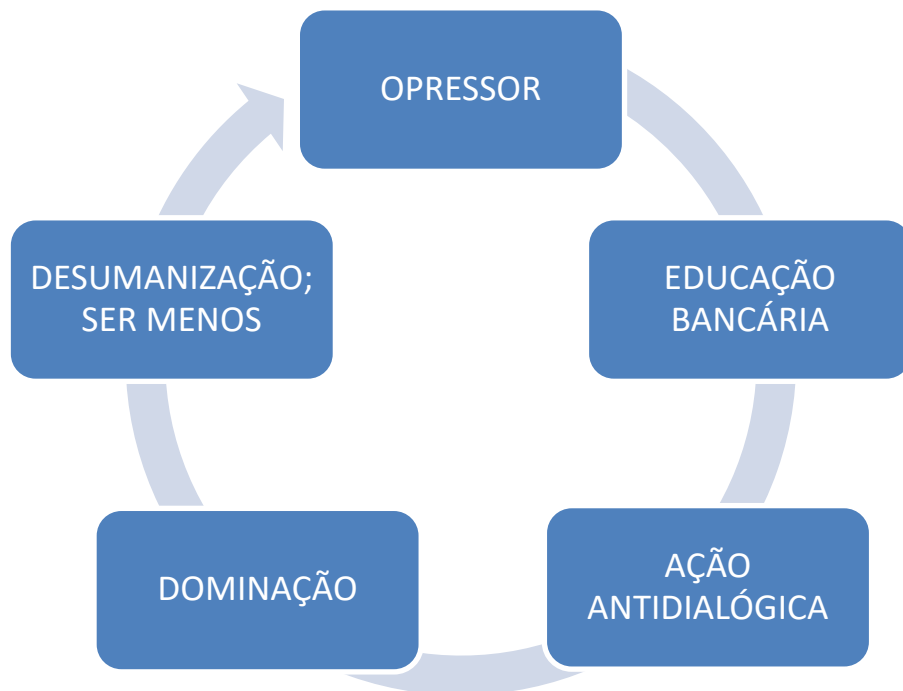 OPRESSOR
EDUCAÇÃO
BANCÁRIA
AÇÃO
ANTIDIALÓGICA
DOMINAÇÃO
DESUMANIZAÇÃO;
SER MENOS